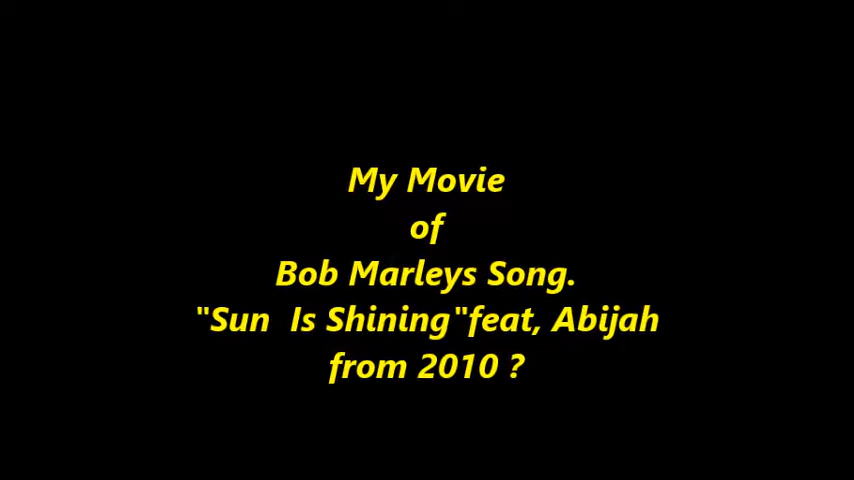 My Movie
of
Bob Marleys Song.
"Sun  Is Shining"feat, Abijah
from 2010 ?